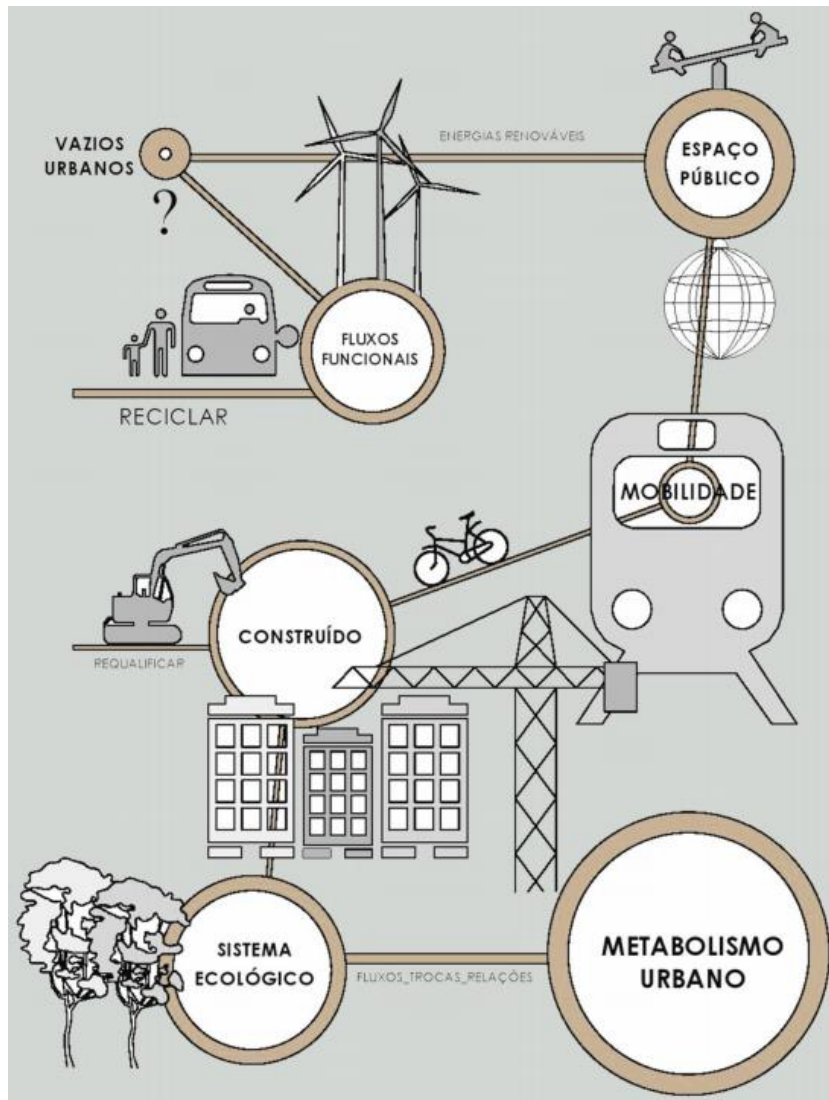 VAZIOS
URBANOS
?
ENERGIAS RENOVÁVEIS
ESPAÇO
PÚBLICO
FLUXOS
FUNCIONAIS
RECICLAR
MOBILIDADE
CONSTRUÍDO
REQUALIFICAR
SISTEMA
ECOLÓGICO
FLUXOS_TROCAS_RELAÇÕES
METABOLISMO
URBANO